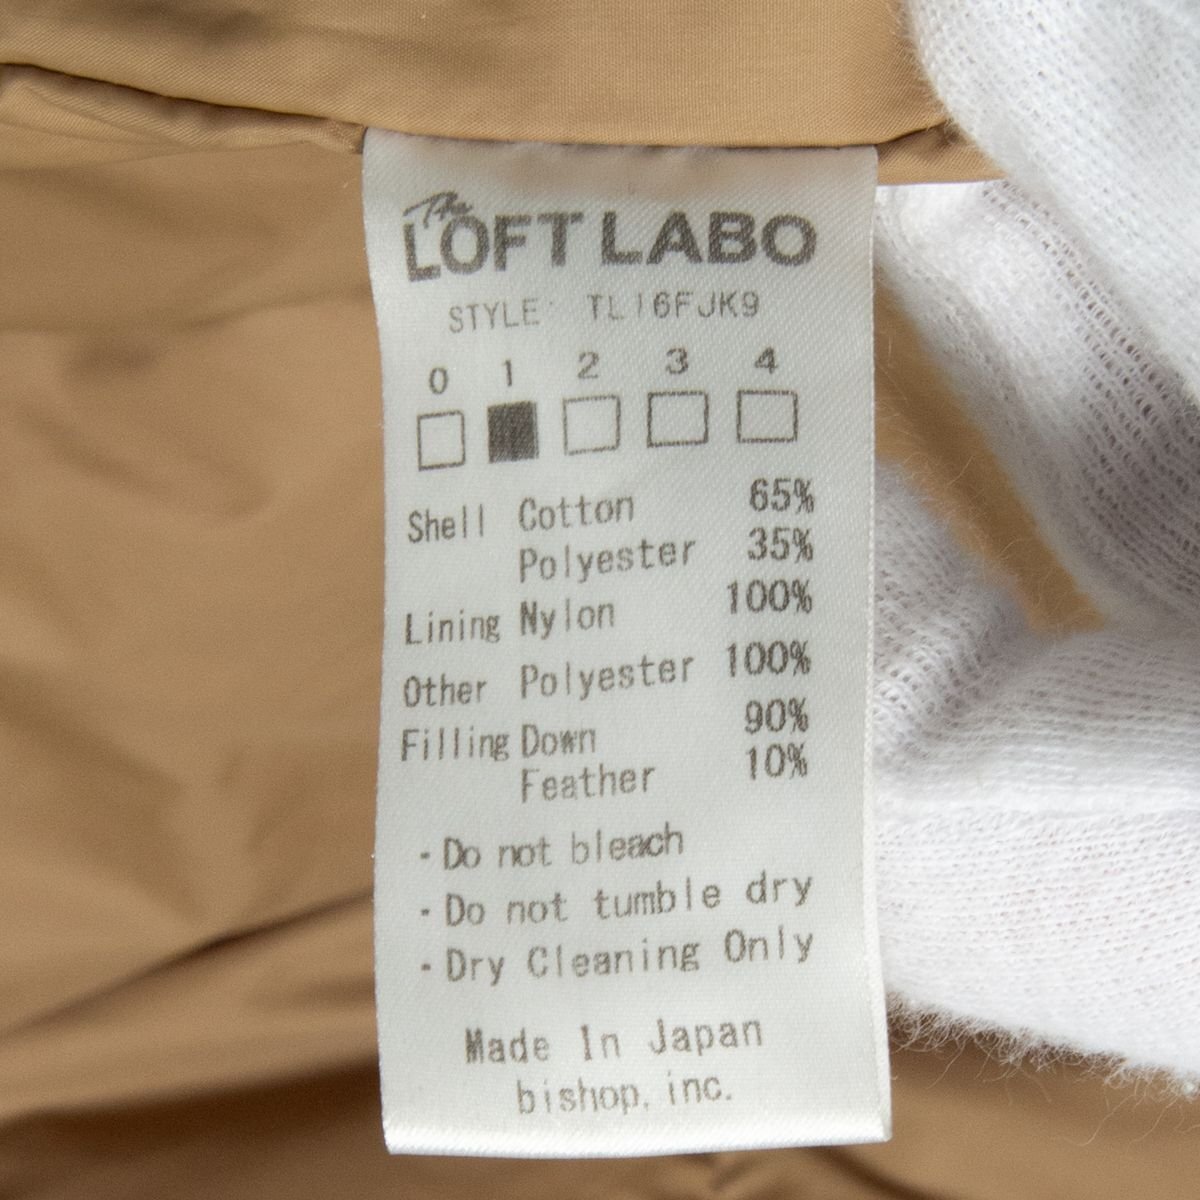 The
LOFT LABO
STYLE: TL16FJK9
0 1 2 3 4
Shell Cotton 65%
Polyester 35%
Lining Nylon 100%
Other Polyester 100%
Filling Down 90%
Feather 10%
・Do not bleach
・Do not tumble dry
・Dry Cleaning Only
Made In Japan
bishop, inc.